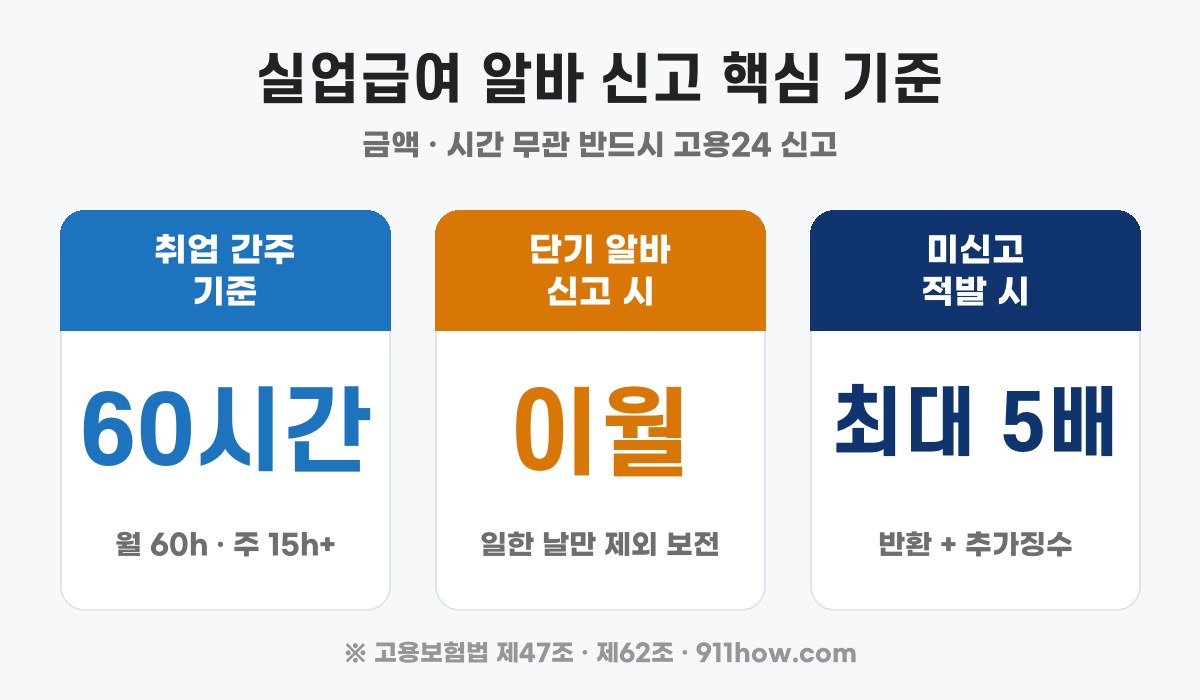 실업급여 알바 신고 핵심 기준
금액 · 시간 무관 반드시 고용24 신고
취업 간주
기준
60시간
월 60h · 주 15h+
단기 알바
신고 시
이월
일한 날만 제외 보전
미신고
적발 시
최대 5배
반환 + 추가징수
※ 고용보험법 제47조 · 제62조 · 911how.com